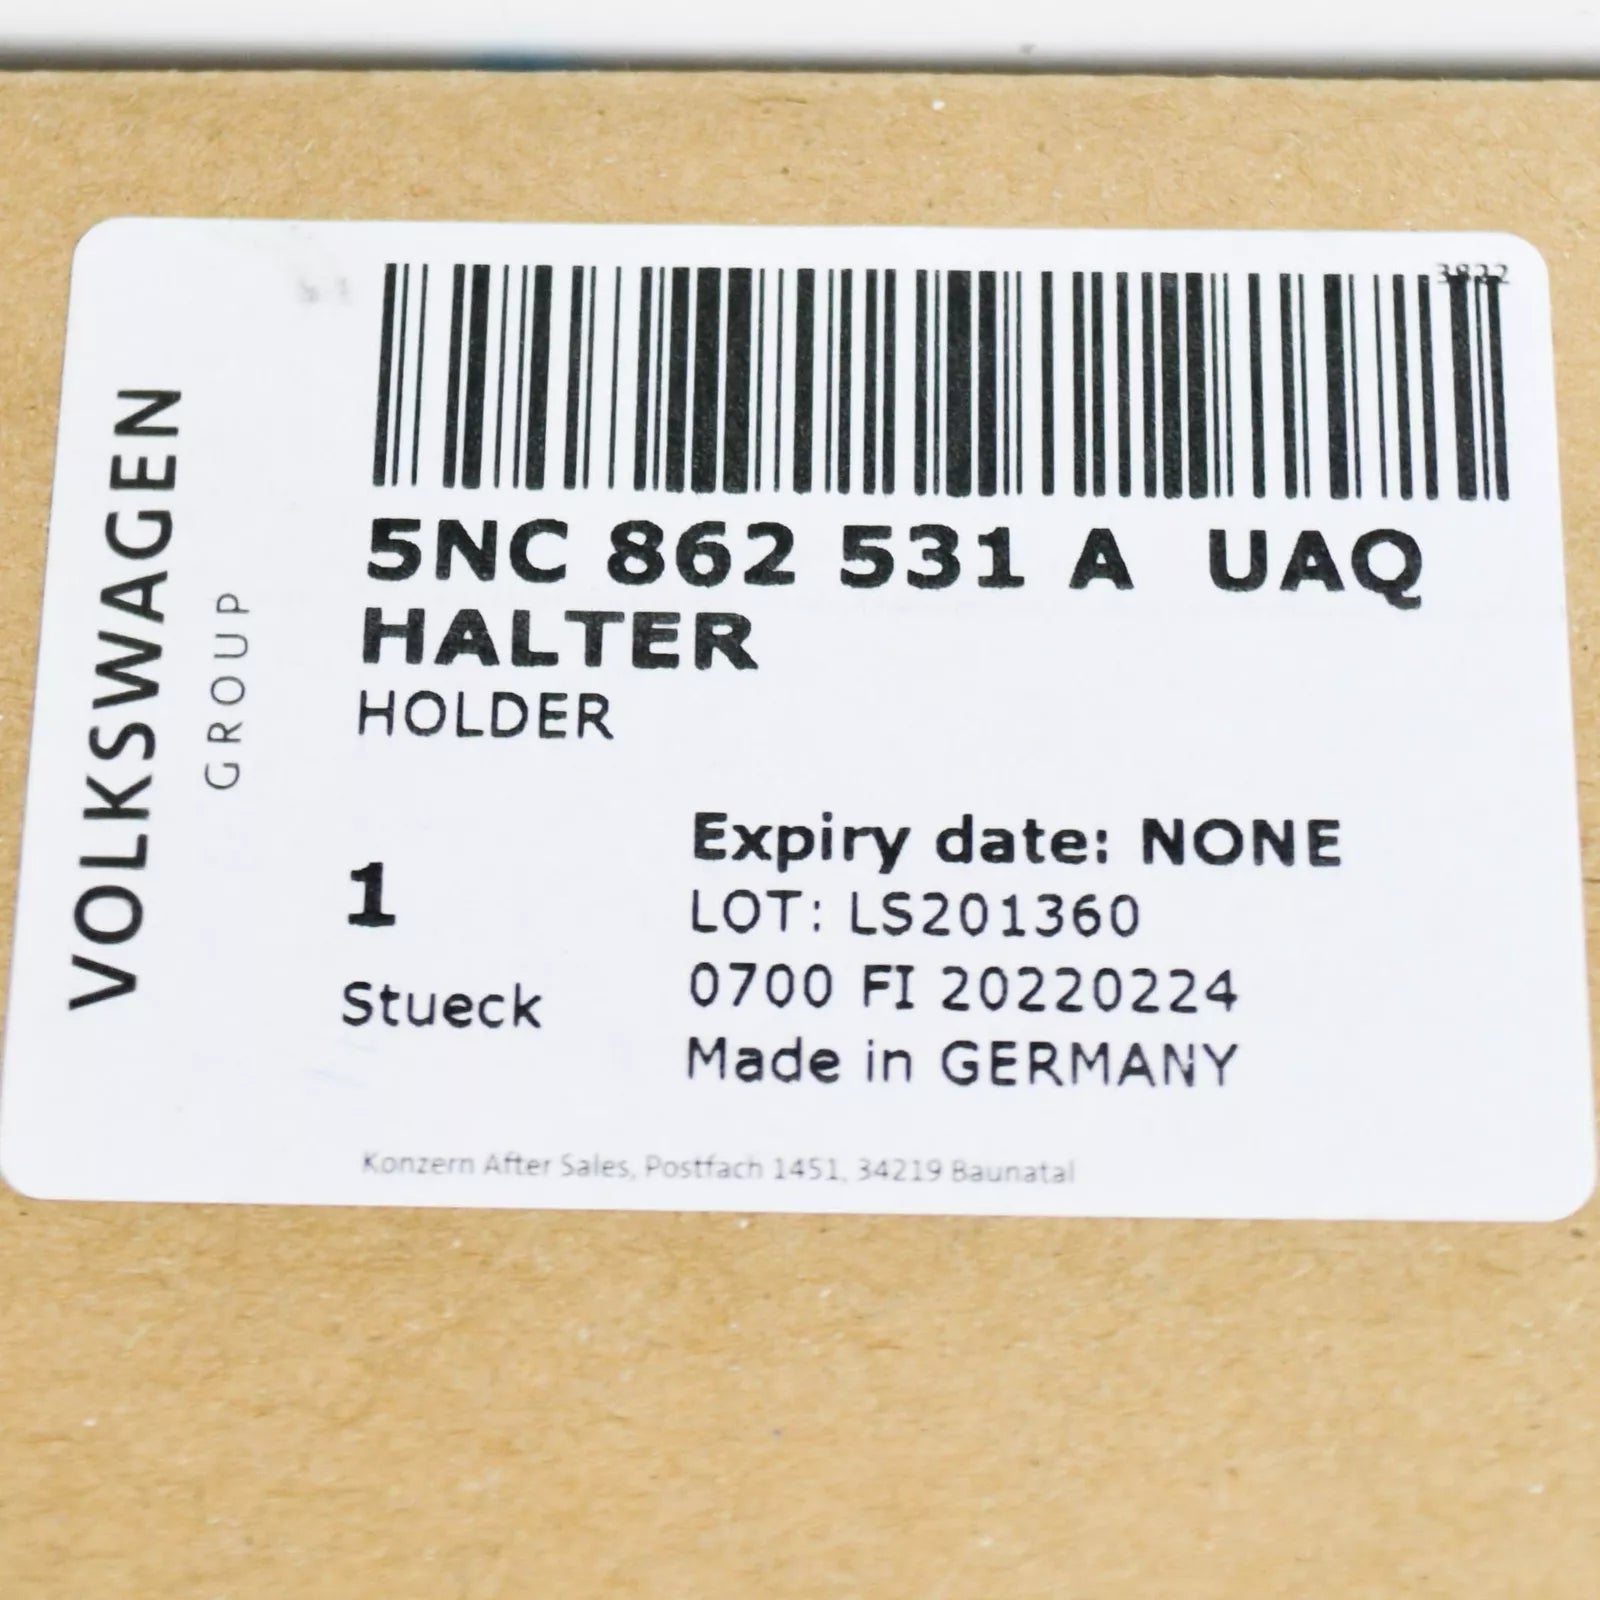 VOLKSWAGEN
GROUP
5NC 862 531 A UAQ
HALTER
HOLDER
1
Stueck
Expiry date: NONE
LOT: LS201360
0700 FI 20220224
Made in GERMANY
Konzern After Sales, Postfach 1451, 34219 Baunatal